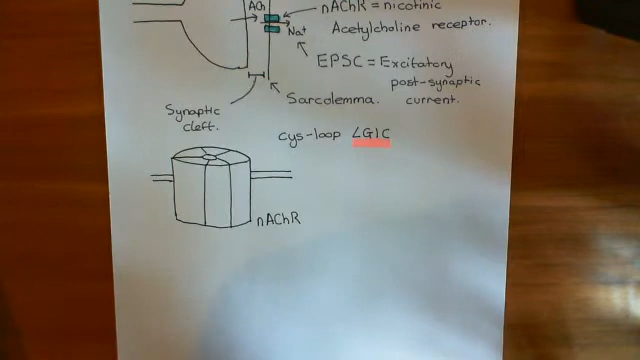 ACh
nAChR = nicotinic
Acetylcholine receptor.
Na+
EPSC = Excitatory
post-synaptic
current.
Sarcolemma.
Synaptic
cleft.
cys-loop LGIC
nAChR